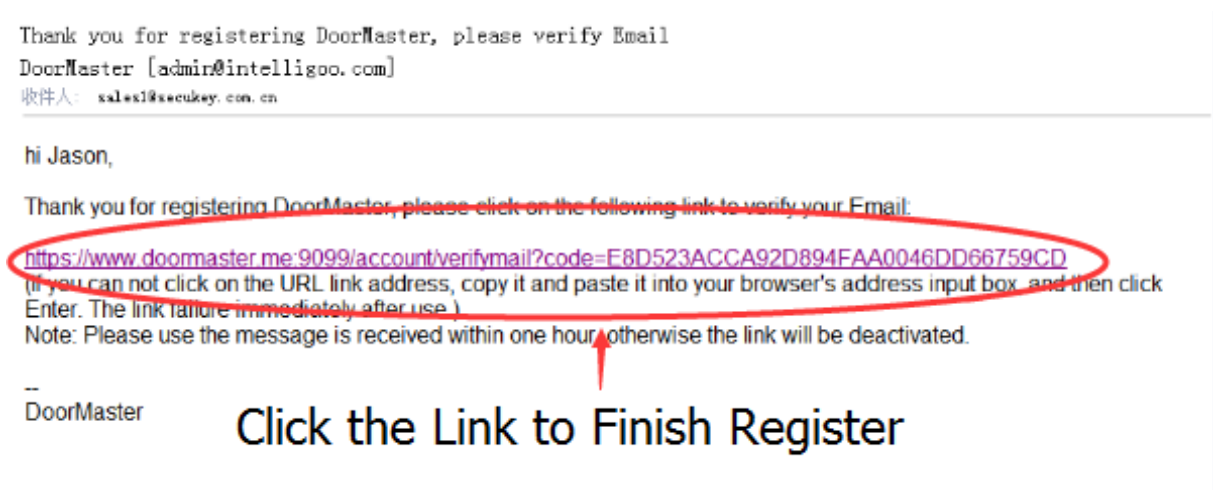 Thank you for registering DoorMaster, please verify Email
DoorMaster [admin@intelligoo.com]
收件人: sales1@secukey.com.cn
hi Jason,
Thank you for registering DoorMaster, please click on the following link to verify your Email:
https://www.doormaster.me:9099/account/verifymail?code=E8D523ACCA92D894FAA0046DD66759CD
(If you can not click on the URL link address, copy it and paste it into your browser's address input box, and then click
Enter. The link failure immediately after use.)
Note: Please use the message is received within one hour, otherwise the link will be deactivated.
--
DoorMaster
Click the Link to Finish Register